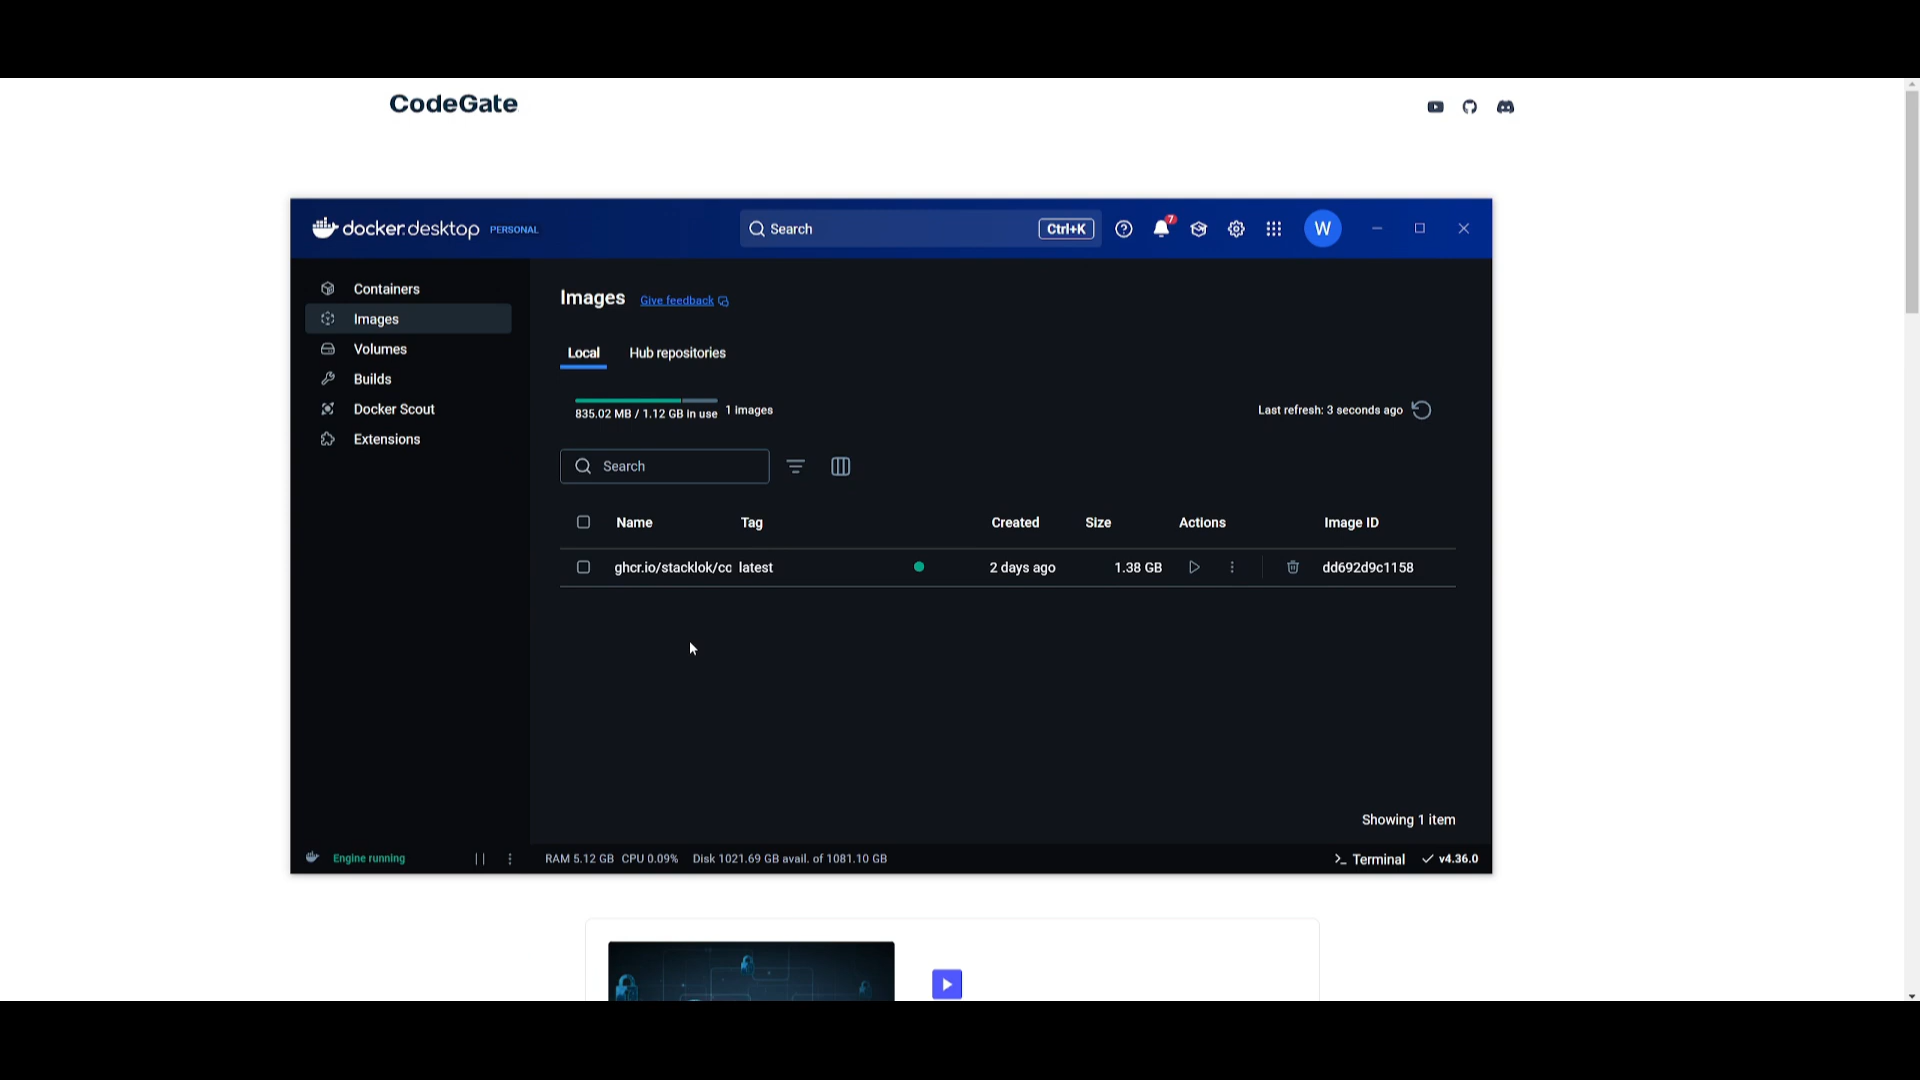 CodeGate
docker desktop PERSONAL
Search
Ctrl+K
7
W
Containers
Images
Volumes
Builds
Docker Scout
Extensions
Images Give feedback
Local Hub repositories
835.02 MB / 1.12 GB in use 1 images
Last refresh: 3 seconds ago
Search
Name Tag Created Size Actions Image ID
ghcr.io/stacklok/cc latest 2 days ago 1.38 GB dd692d9c1158
Showing 1 item
Engine running
RAM 5.12 GB CPU 0.09% Disk 1021.69 GB avail. of 1081.10 GB
>_ Terminal v4.36.0